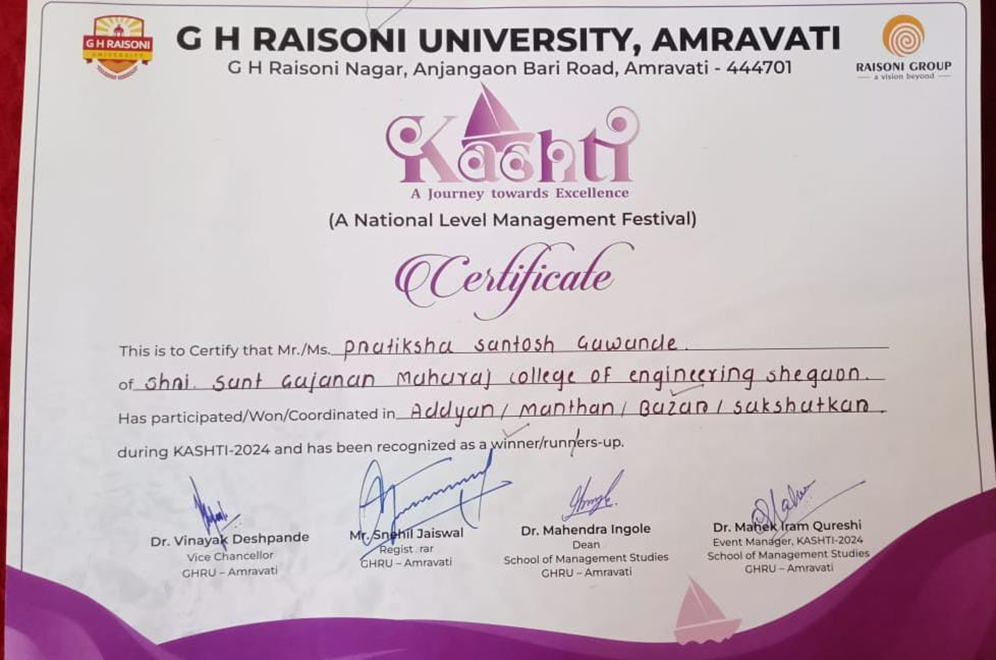 G H RAISONI UNIVERSITY
G H RAISONI UNIVERSITY, AMRAVATI
G H Raisoni Nagar, Anjangaon Bari Road, Amravati - 444701
RAISONI GROUP
a vision beyond
Kashti
A Journey towards Excellence
(A National Level Management Festival)
Certificate
This is to Certify that Mr./Ms. Pratiksha Santosh Gawande.
of Shri. Sant Gajanan Maharaj college of engineering shegaon.
Has participated/Won/Coordinated in Addyan / Manthan / Bazar / Sakshatkar.
during KASHTI-2024 and has been recognized as a winner/runners-up.
Dr. Vinayak Deshpande
Vice Chancellor
GHRU – Amravati
Mr. Snehil Jaiswal
Regist rar
GHRU – Amravati
Dr. Mahendra Ingole
Dean
School of Management Studies
GHRU – Amravati
Dr. Mahek Iram Qureshi
Event Manager, KASHTI-2024
School of Management Studies
GHRU – Amravati